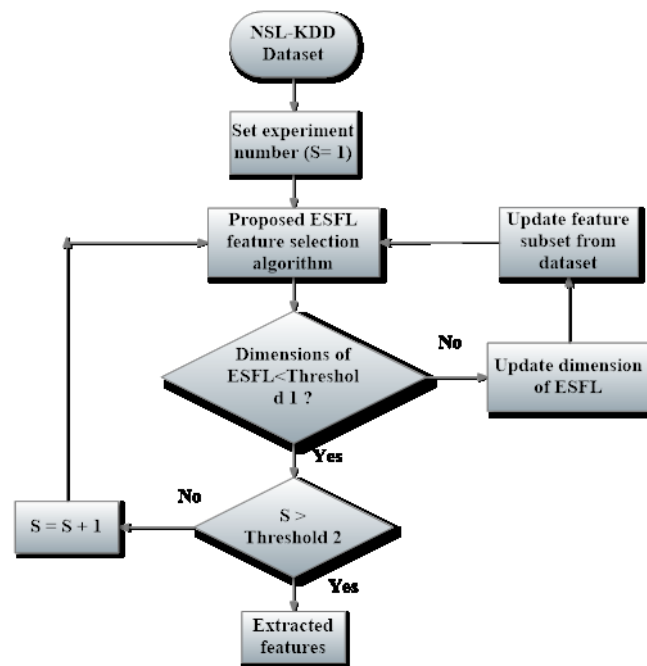 NSL-KDD
Dataset
Set experiment
number (S= 1)
Proposed ESFL
feature selection
algorithm
Update feature
subset from
dataset
Dimensions of
ESFL<Threshol
d 1 ?
No
Update dimension
of ESFL
Yes
No
S = S + 1
S >
Threshold 2
Yes
Extracted
features